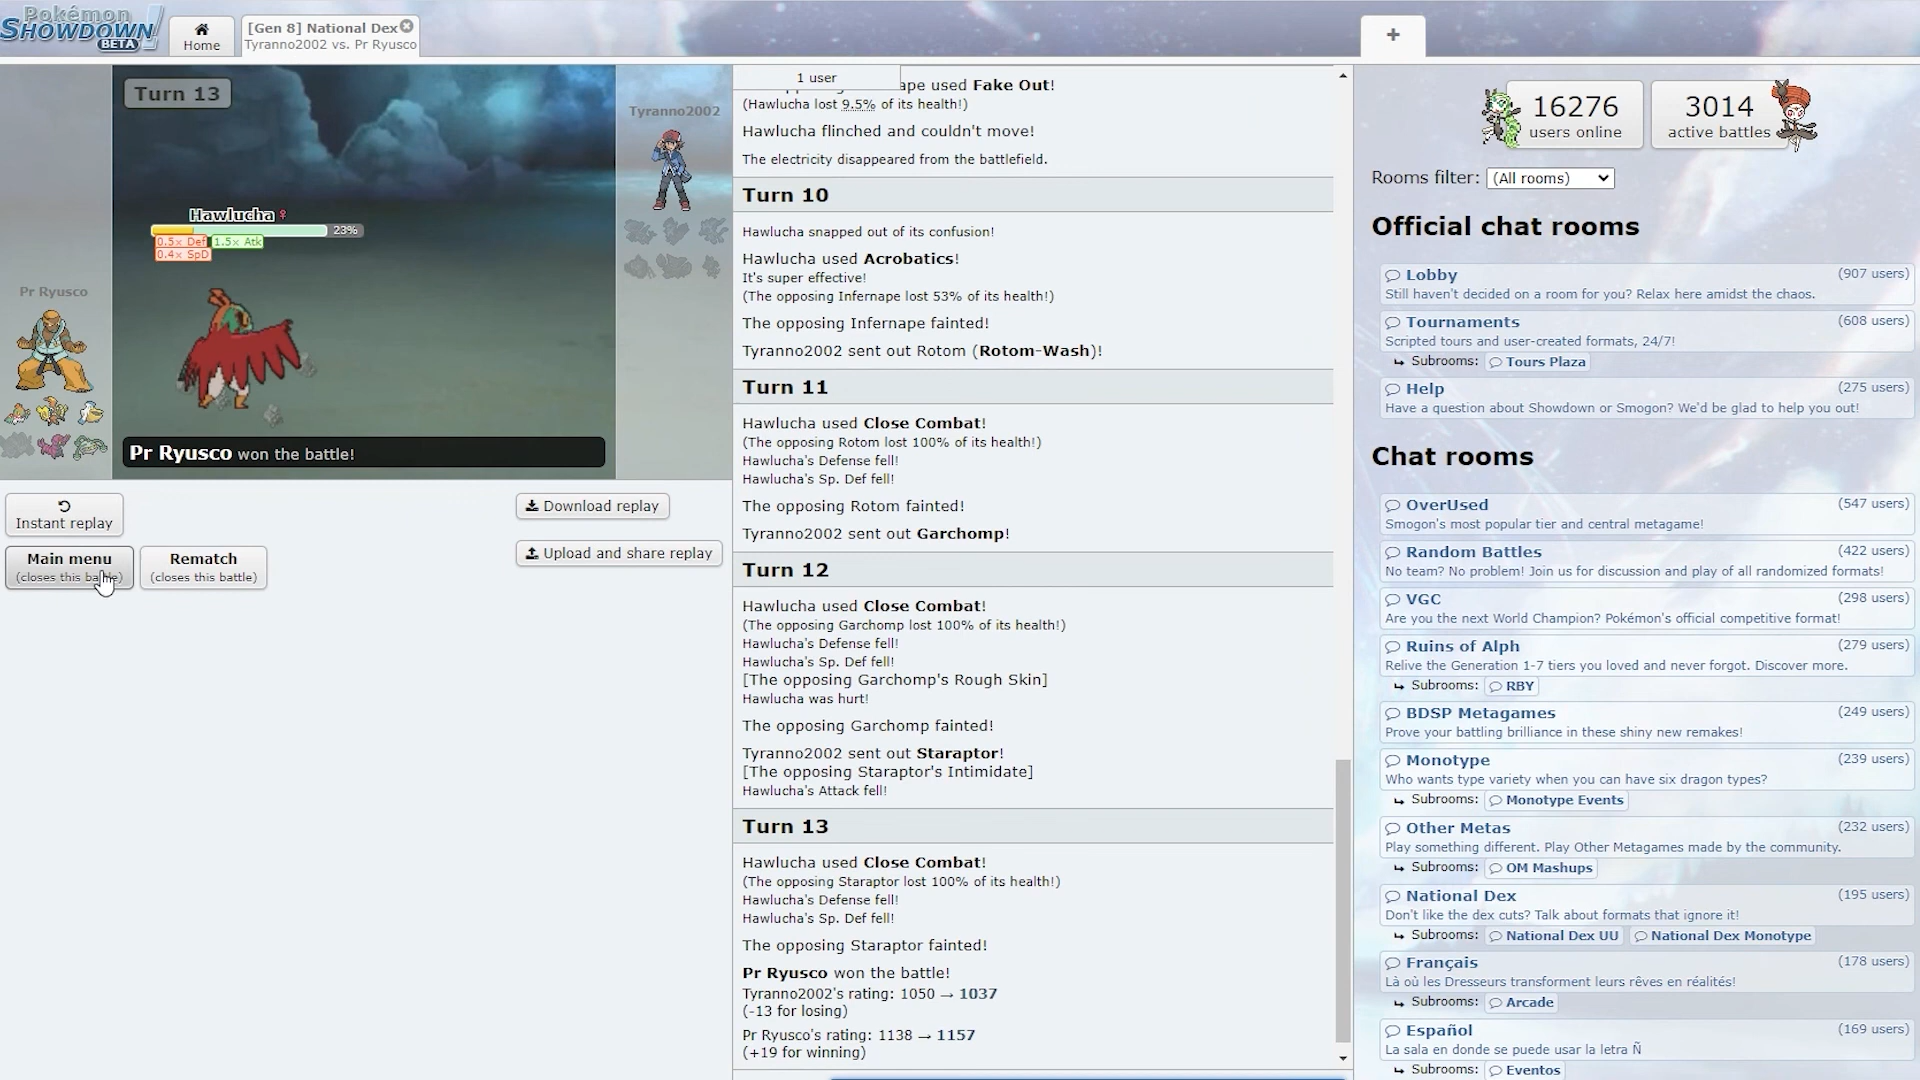 Pokémon
SHOWDOWN!
BETA
Home
[Gen 8] National Dex
Tyranno2002 vs. Pr Ryusco
+
Turn 13
Hawlucha ♀
23%
0.5× Def 1.5× Atk
0.4× SpD
Pr Ryusco
Tyranno2002
Pr Ryusco won the battle!
Instant replay
Download replay
Main menu
(closes this battle)
Rematch
(closes this battle)
Upload and share replay
1 user
ape used Fake Out!
(Hawlucha lost 9.5% of its health!)
Hawlucha flinched and couldn't move!
The electricity disappeared from the battlefield.
Turn 10
Hawlucha snapped out of its confusion!
Hawlucha used Acrobatics!
It's super effective!
(The opposing Infernape lost 53% of its health!)
The opposing Infernape fainted!
Tyranno2002 sent out Rotom (Rotom-Wash)!
Turn 11
Hawlucha used Close Combat!
(The opposing Rotom lost 100% of its health!)
Hawlucha's Defense fell!
Hawlucha's Sp. Def fell!
The opposing Rotom fainted!
Tyranno2002 sent out Garchomp!
Turn 12
Hawlucha used Close Combat!
(The opposing Garchomp lost 100% of its health!)
Hawlucha's Defense fell!
Hawlucha's Sp. Def fell!
[The opposing Garchomp's Rough Skin]
Hawlucha was hurt!
The opposing Garchomp fainted!
Tyranno2002 sent out Staraptor!
[The opposing Staraptor's Intimidate]
Hawlucha's Attack fell!
Turn 13
Hawlucha used Close Combat!
(The opposing Staraptor lost 100% of its health!)
Hawlucha's Defense fell!
Hawlucha's Sp. Def fell!
The opposing Staraptor fainted!
Pr Ryusco won the battle!
Tyranno2002's rating: 1050 → 1037
(-13 for losing)
Pr Ryusco's rating: 1138 → 1157
(+19 for winning)
16276
users online
3014
active battles
Rooms filter: (All rooms)
Official chat rooms
Lobby (907 users)
Still haven't decided on a room for you? Relax here amidst the chaos.
Tournaments (608 users)
Scripted tours and user-created formats, 24/7!
Subrooms: Tours Plaza
Help (275 users)
Have a question about Showdown or Smogon? We'd be glad to help you out!
Chat rooms
OverUsed (547 users)
Smogon's most popular tier and central metagame!
Random Battles (422 users)
No team? No problem! Join us for discussion and play of all randomized formats!
VGC (298 users)
Are you the next World Champion? Pokémon's official competitive format!
Ruins of Alph (279 users)
Relive the Generation 1-7 tiers you loved and never forgot. Discover more.
Subrooms: RBY
BDSP Metagames (249 users)
Prove your battling brilliance in these shiny new remakes!
Monotype (239 users)
Who wants type variety when you can have six dragon types?
Subrooms: Monotype Events
Other Metas (232 users)
Play something different. Play Other Metagames made by the community.
Subrooms: OM Mashups
National Dex (195 users)
Don't like the dex cuts? Talk about formats that ignore it!
Subrooms: National Dex UU National Dex Monotype
Français (178 users)
Là où les Dresseurs transforment leurs rêves en réalités!
Subrooms: Arcade
Español (169 users)
La sala en donde se puede usar la letra Ñ
Subrooms: Eventos